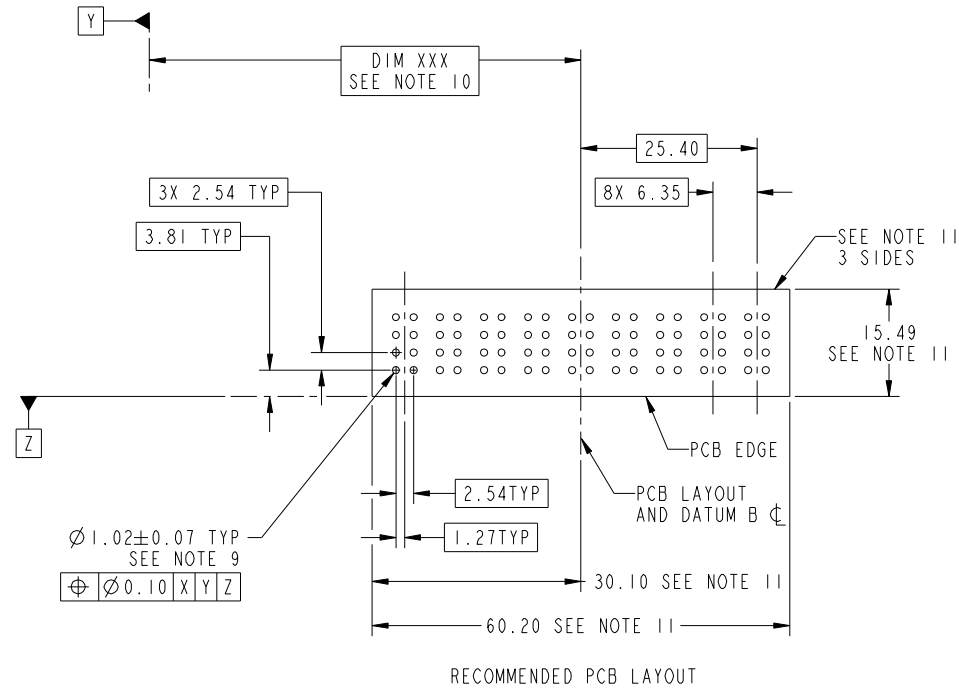 Y
DIM XXX
SEE NOTE 10
25.40
3X 2.54 TYP
8X 6.35
3.81 TYP
SEE NOTE 11
3 SIDES
15.49
SEE NOTE 11
Z
PCB EDGE
2.54TYP
PCB LAYOUT
AND DATUM B ℄
1.27TYP
Ø1.02±0.07 TYP
SEE NOTE 9
⌖ Ø0.10 X Y Z
30.10 SEE NOTE 11
60.20 SEE NOTE 11
RECOMMENDED PCB LAYOUT